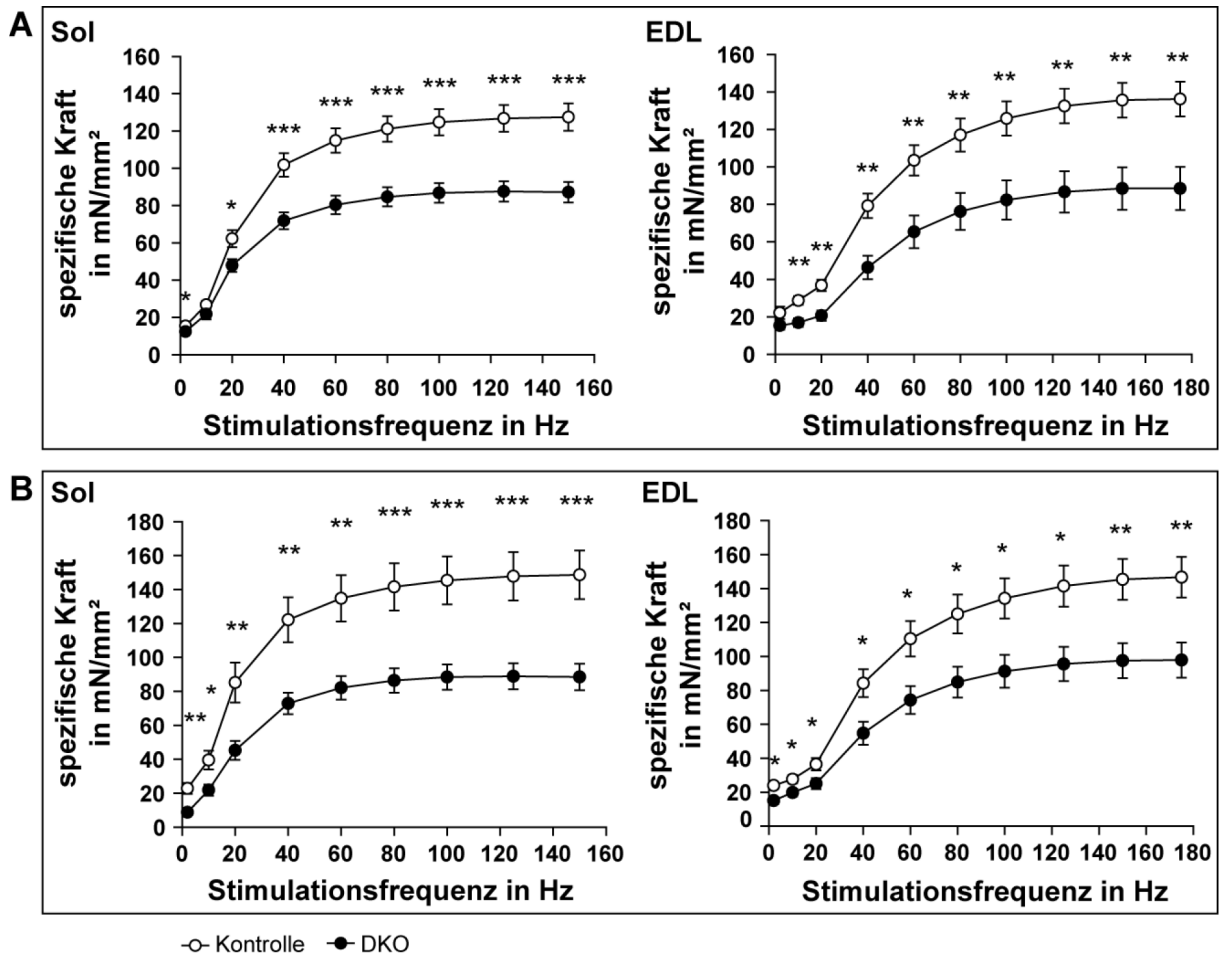 A
Sol
160
140
120
100
80
60
40
20
0
spezifische Kraft
in mN/mm²
* * *** *** *** *** *** ***
0 20 40 60 80 100 120 140 160
Stimulationsfrequenz in Hz
EDL
160
140
120
100
80
60
40
20
0
spezifische Kraft
in mN/mm²
** ** ** ** ** ** ** ** **
0 20 40 60 80 100 120 140 160 180
Stimulationsfrequenz in Hz
B
Sol
180
160
140
120
100
80
60
40
20
0
spezifische Kraft
in mN/mm²
** * ** ** ** *** *** *** ***
0 20 40 60 80 100 120 140 160
Stimulationsfrequenz in Hz
EDL
180
160
140
120
100
80
60
40
20
0
spezifische Kraft
in mN/mm²
* * * * * * * * ** **
0 20 40 60 80 100 120 140 160 180
Stimulationsfrequenz in Hz
Kontrolle DKO